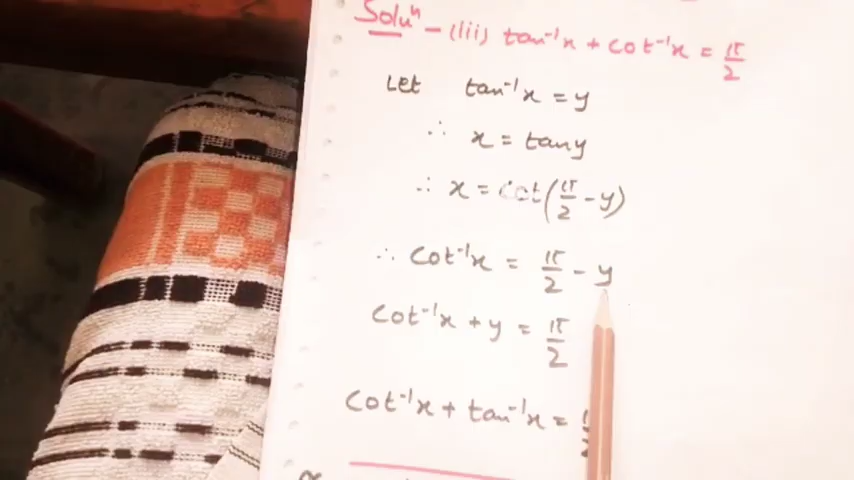 Soluⁿ - (iii) tan⁻¹x + cot⁻¹x = π/2
Let tan⁻¹x = y
∴ x = tany
∴ x = cot(π/2 - y)
∴ cot⁻¹x = π/2 - y
cot⁻¹x + y = π/2
cot⁻¹x + tan⁻¹x =